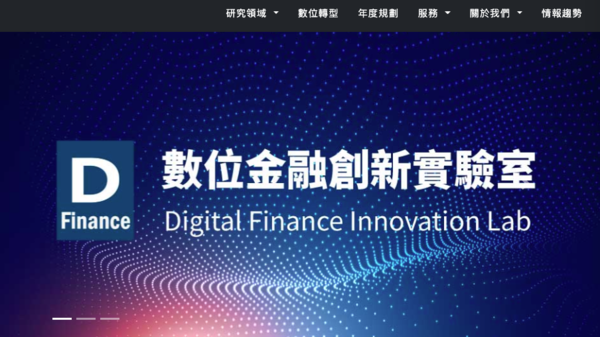 研究領域 數位轉型 年度規劃 服務 關於我們 情報趨勢
D
Finance
數位金融創新實驗室
Digital Finance Innovation Lab